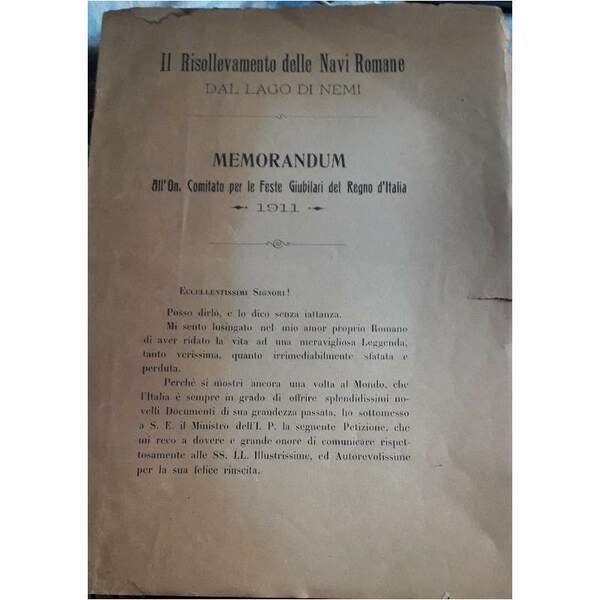 Il Risollevamento delle Navi Romane
DAL LAGO DI NEMI
MEMORANDUM
All'On. Comitato per le Feste Giubilari del Regno d'Italia
1911
Eccellentissimi Signori!
Posso dirlo, e lo dico senza iattanza.
Mi sento lusingato nel mio amor proprio Romano
di aver ridato la vita ad una meravigliosa Leggenda,
tanto verissima, quanto irrimediabilmente sfatata e
perduta.
Perchè si mostri ancora una volta al Mondo, che
l'Italia è sempre in grado di offrire splendidissimi no-
velli Documenti di sua grandezza passata, ho sottomesso
a S. E. il Ministro dell'I. P. la seguente Petizione, che
mi reco a dovere e grande onore di comunicare rispet-
tosamente alle SS. LL. Illustrissime, ed Autorevolissime
per la sua felice riuscita.